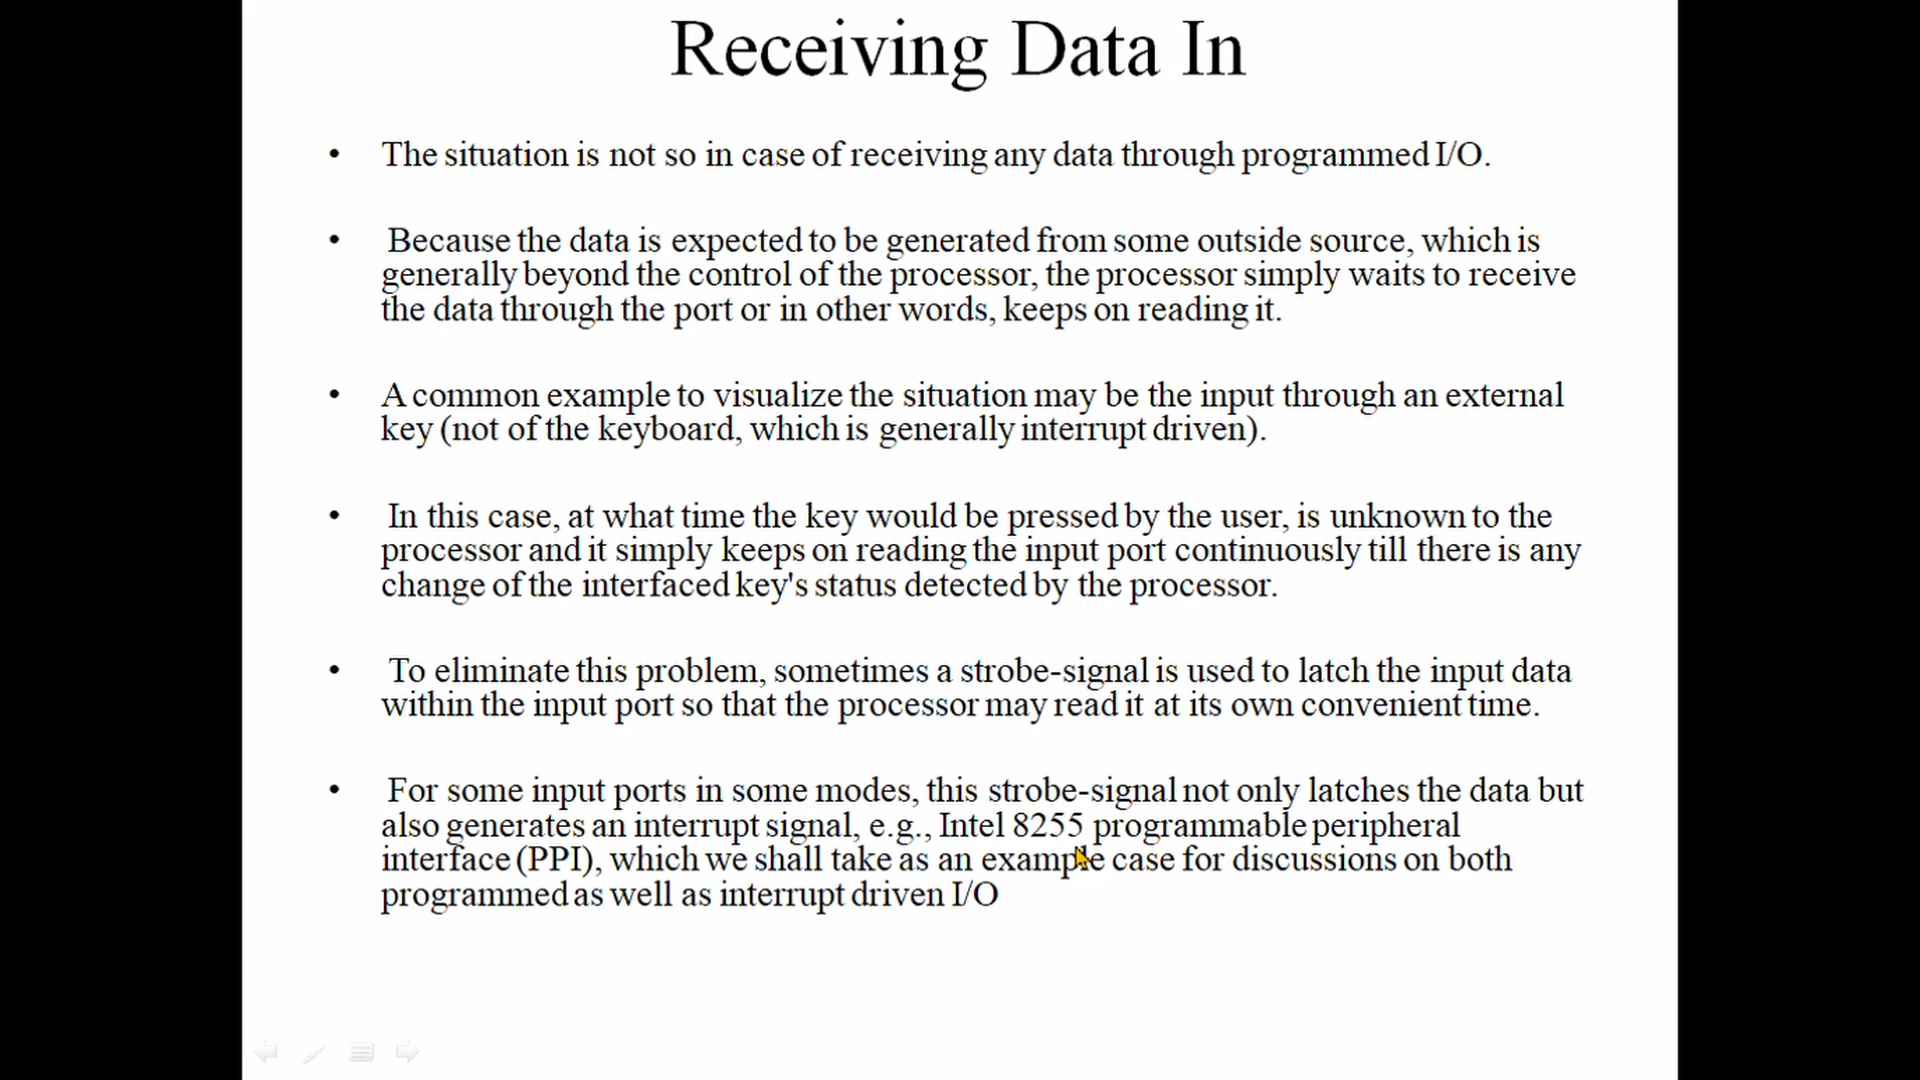 Receiving Data In
• The situation is not so in case of receiving any data through programmed I/O.
• Because the data is expected to be generated from some outside source, which is
generally beyond the control of the processor, the processor simply waits to receive
the data through the port or in other words, keeps on reading it.
• A common example to visualize the situation may be the input through an external
key (not of the keyboard, which is generally interrupt driven).
• In this case, at what time the key would be pressed by the user, is unknown to the
processor and it simply keeps on reading the input port continuously till there is any
change of the interfaced key's status detected by the processor.
• To eliminate this problem, sometimes a strobe-signal is used to latch the input data
within the input port so that the processor may read it at its own convenient time.
• For some input ports in some modes, this strobe-signal not only latches the data but
also generates an interrupt signal, e.g., Intel 8255 programmable peripheral
interface (PPI), which we shall take as an example case for discussions on both
programmed as well as interrupt driven I/O